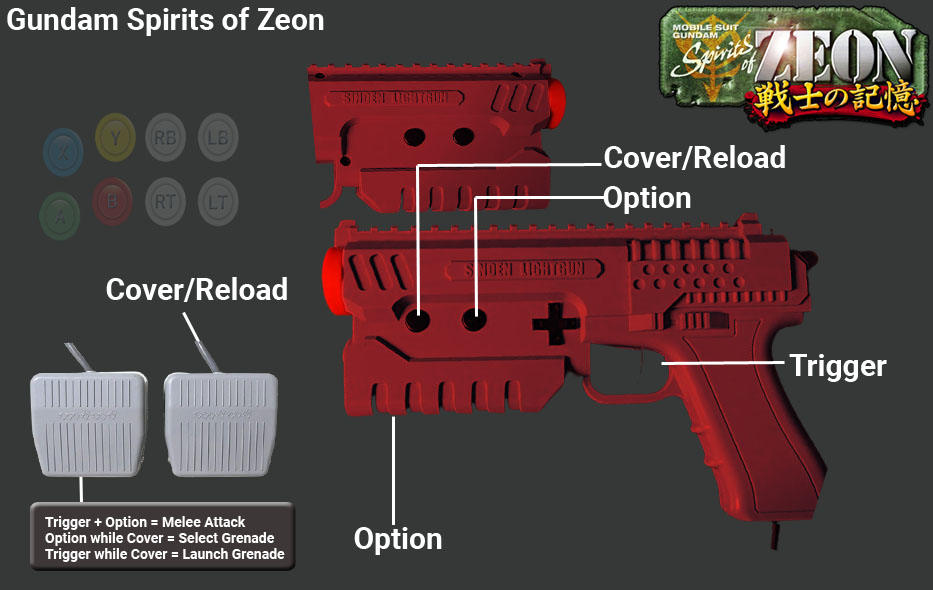 Gundam Spirits of Zeon
MOBILE SUIT
GUNDAM
Spirits
of
ZEON
戦士の記憶
SINDEN LIGHTGUN
X
Y
RB
LB
A
B
RT
LT
Cover/Reload
Option
SINDEN LIGHTGUN
Cover/Reload
Trigger
Option
Trigger + Option = Melee Attack
Option while Cover = Select Grenade
Trigger while Cover = Launch Grenade